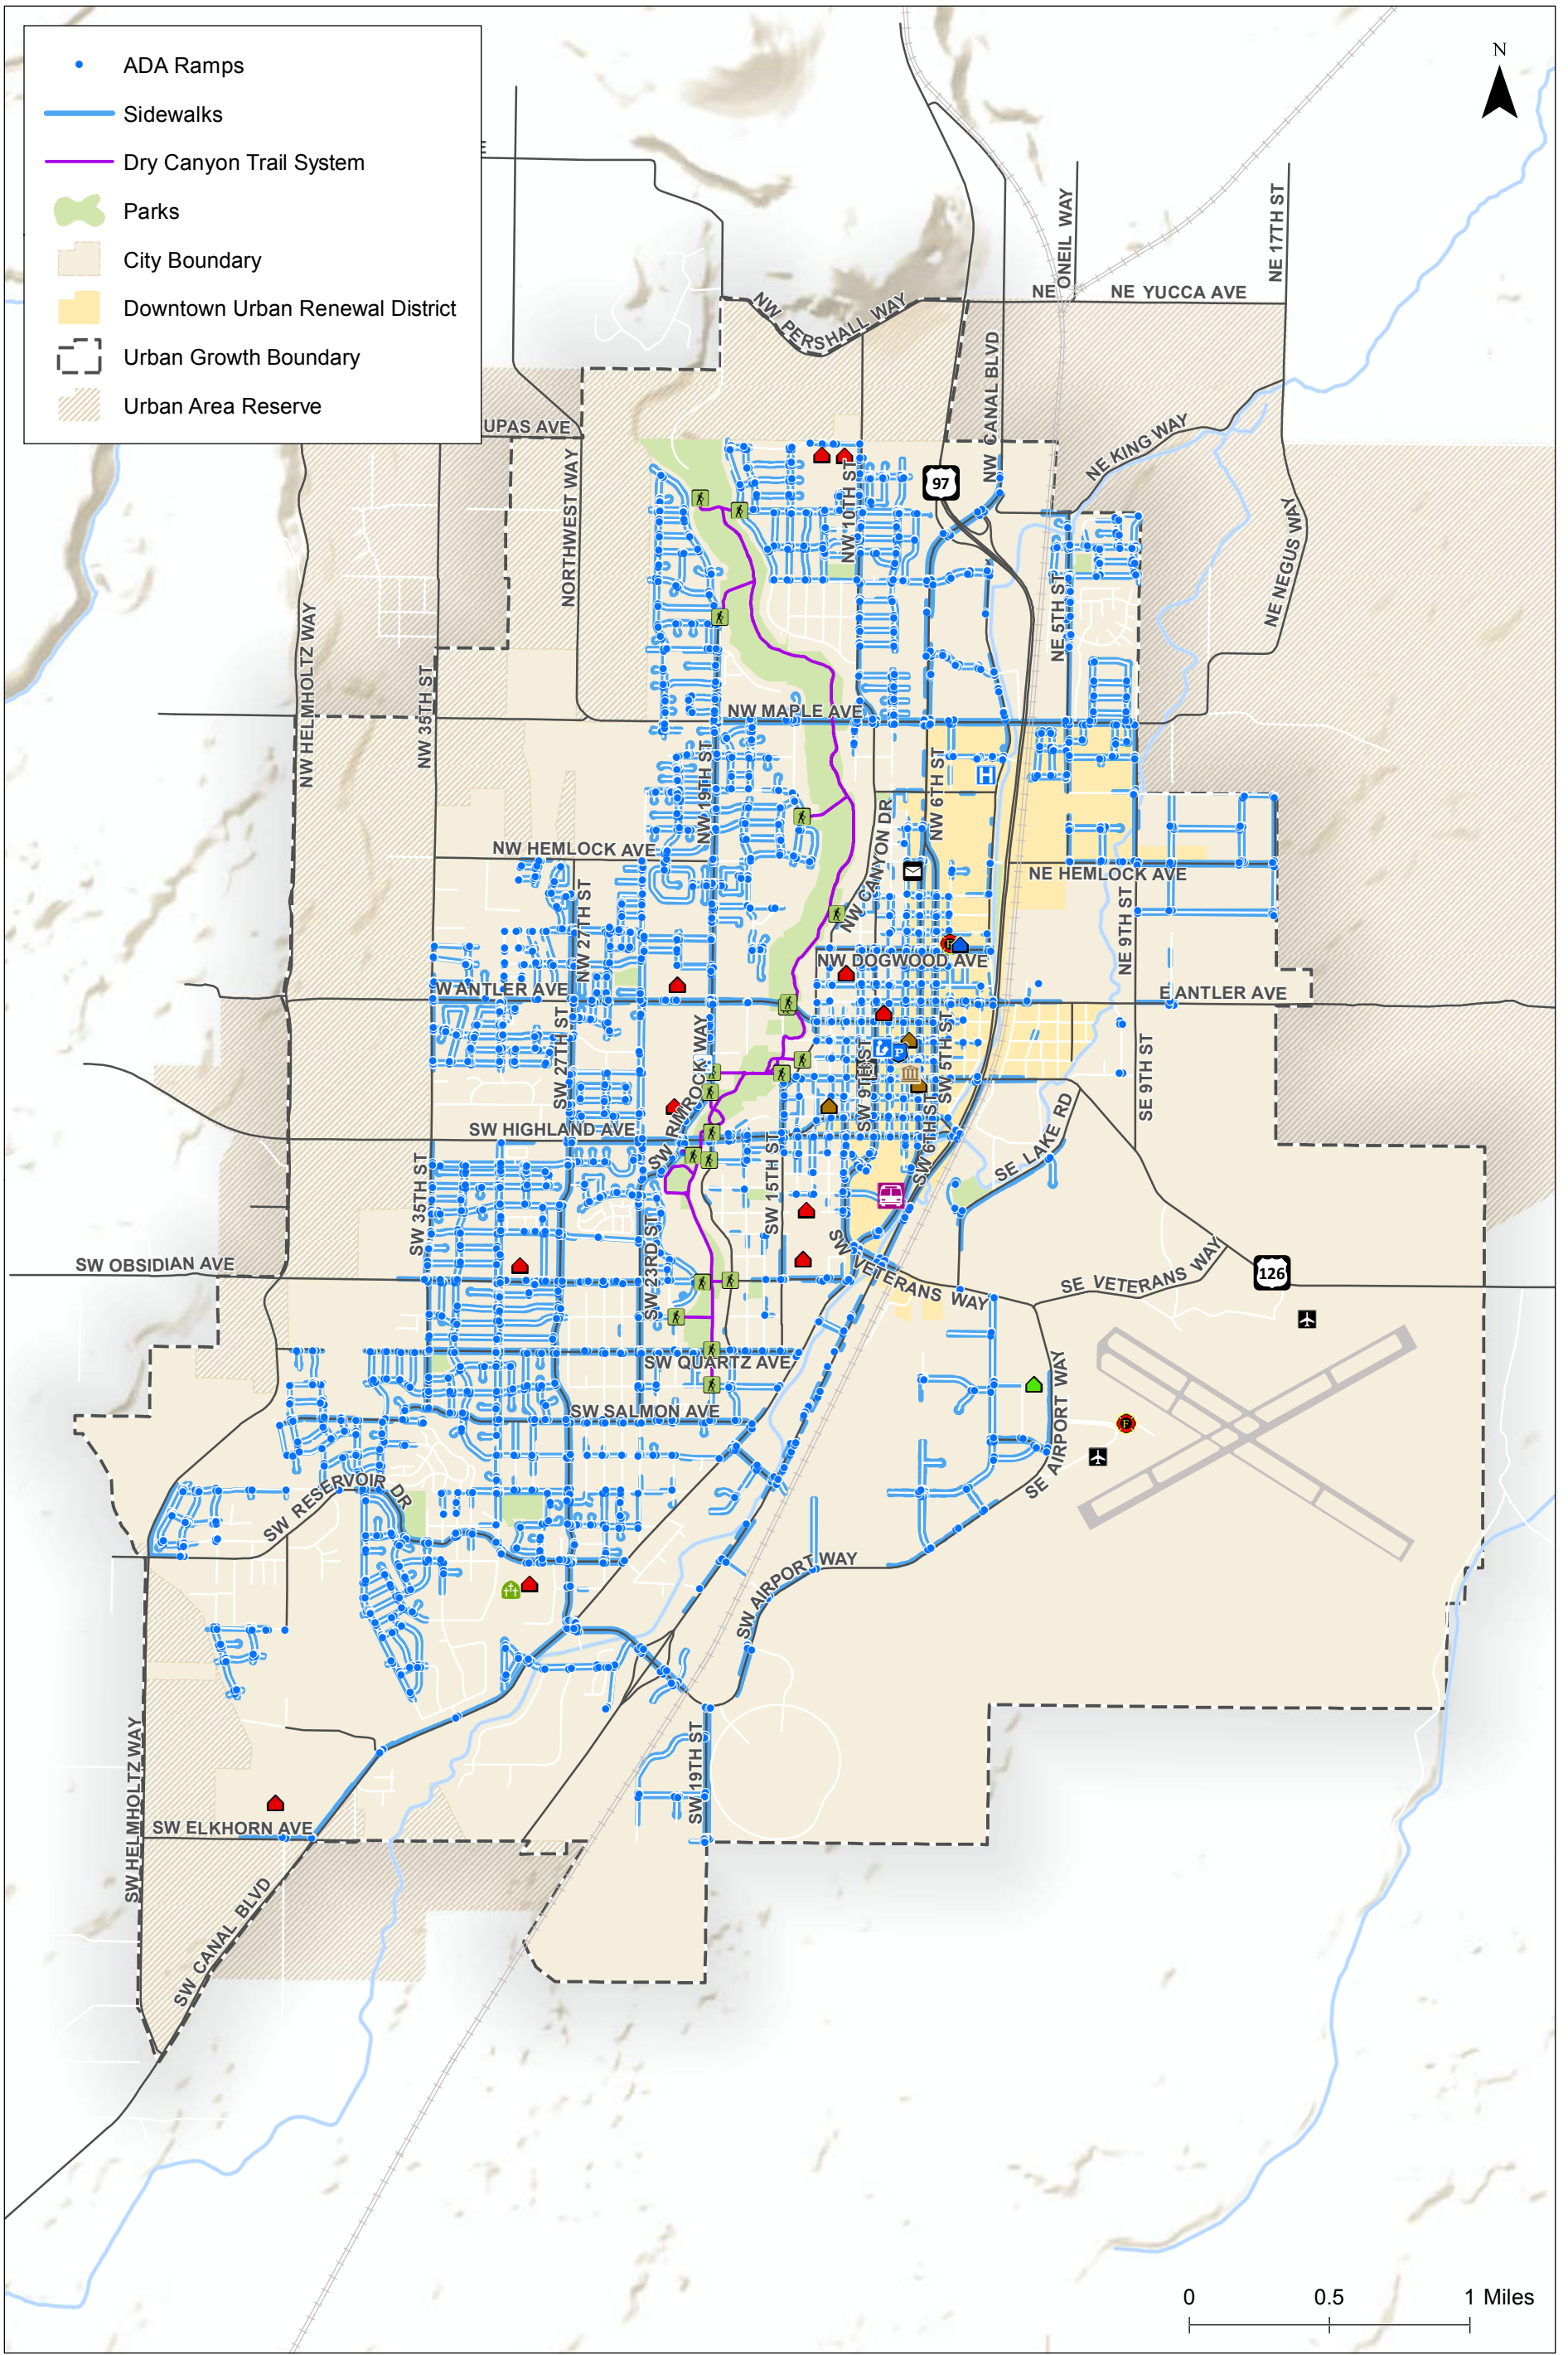 ADA Ramps
Sidewalks
Dry Canyon Trail System
Parks
City Boundary
Downtown Urban Renewal District
Urban Growth Boundary
Urban Area Reserve
N
E
NE ONEIL WAY
NE YUCCA AVE
NE 17TH ST
NW PERSHALL WAY
NW CANAL BLVD
UPAS AVE
NE KING WAY
97
NORTHWEST WAY
NW 10TH ST
NE NEGUS WAY
NE 5TH ST
NW HELMHOLTZ WAY
NW 35TH ST
NW MAPLE AVE
NW 19TH ST
NW 6TH ST
H
NW CANYON DR
NW HEMLOCK AVE
NE HEMLOCK AVE
NW 27TH ST
NE 9TH ST
NW DOGWOOD AVE
F
W ANTLER AVE
E ANTLER AVE
SW 27TH ST
SW RIMROCK WAY
SW 9TH ST
SW 5TH ST
P
SE 9TH ST
SW HIGHLAND AVE
SW 6TH ST
SE LAKE RD
SW 35TH ST
SW 15TH ST
SW 23RD ST
SW OBSIDIAN AVE
SW VETERANS WAY
SE VETERANS WAY
126
SW QUARTZ AVE
SW SALMON AVE
SE AIRPORT WAY
F
SW RESERVOIR DR
SW AIRPORT WAY
SW HELMHOLTZ WAY
SW 19TH ST
SW ELKHORN AVE
SW CANAL BLVD
0 0.5 1 Miles